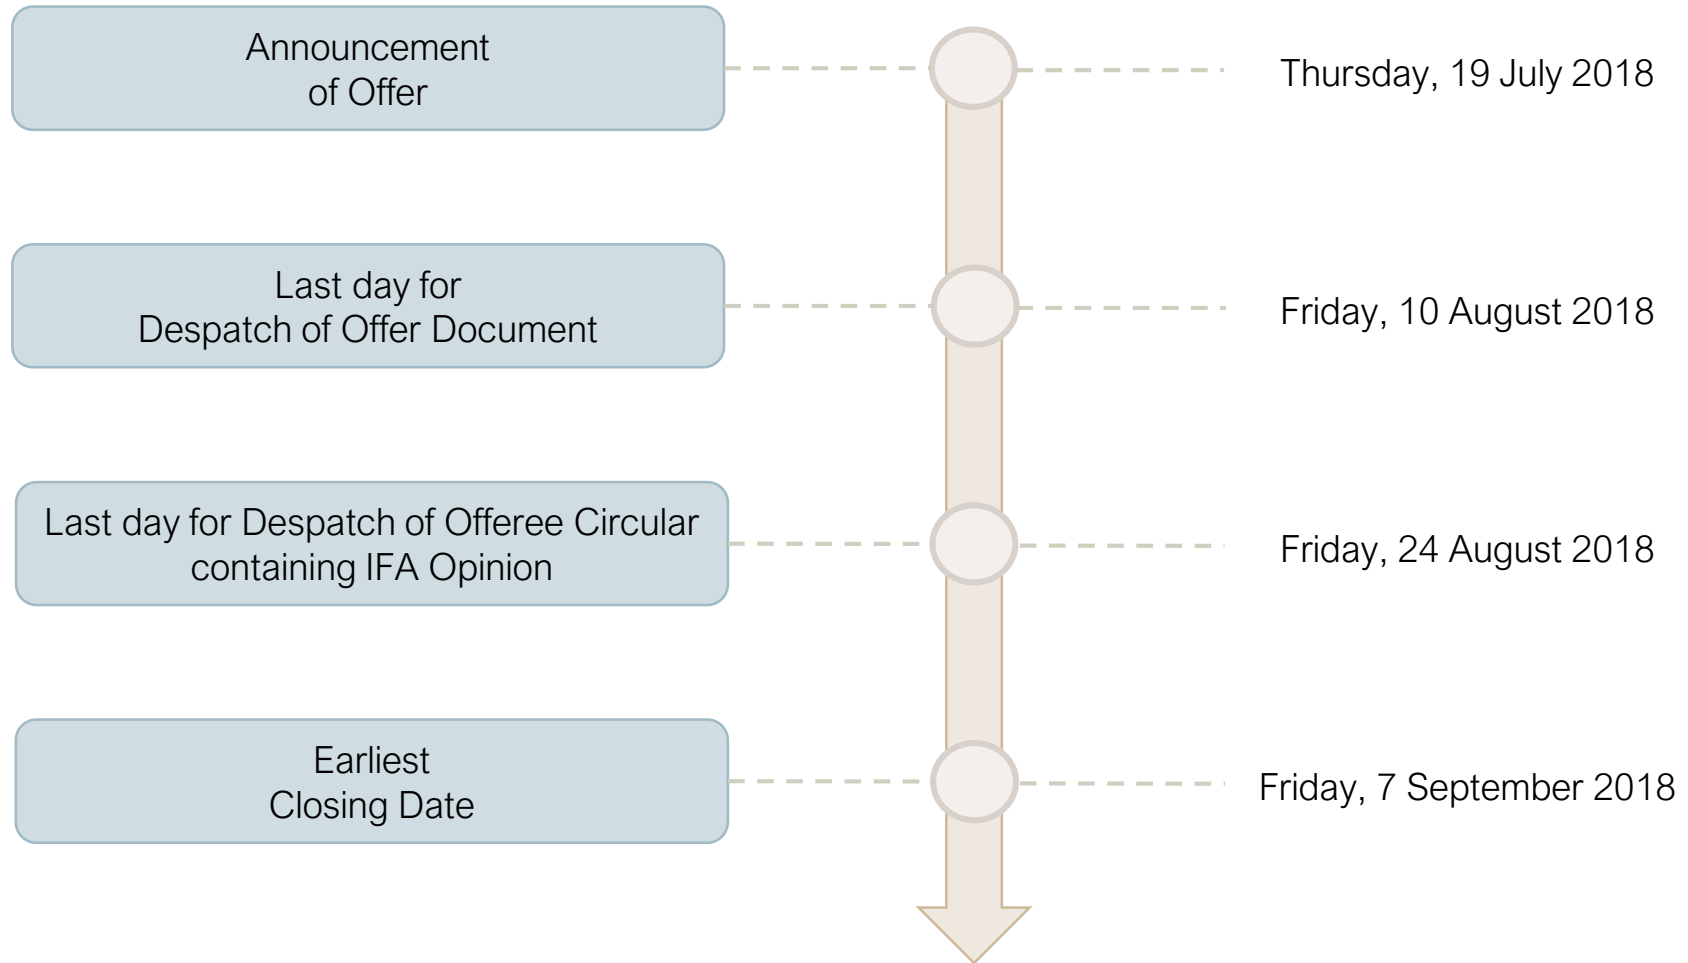 Announcement
of Offer
Thursday, 19 July 2018
Last day for
Despatch of Offer Document
Friday, 10 August 2018
Last day for Despatch of Offeree Circular
containing IFA Opinion
Friday, 24 August 2018
Earliest
Closing Date
Friday, 7 September 2018